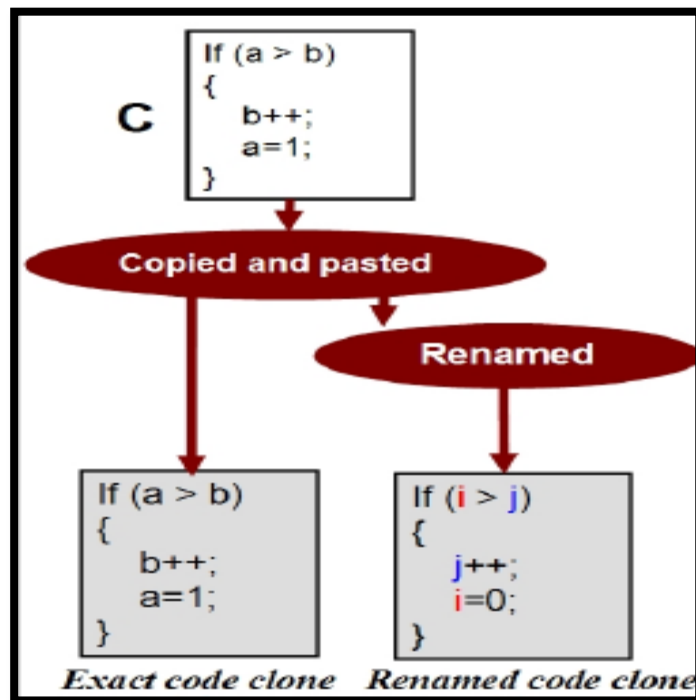 If (a > b)
{
C
b++;
a=1;
}
Copied and pasted
Renamed
If (a > b)
{
b++;
a=1;
}
If (i > j)
{
j++;
i=0;
}
Exact code clone
Renamed code clone